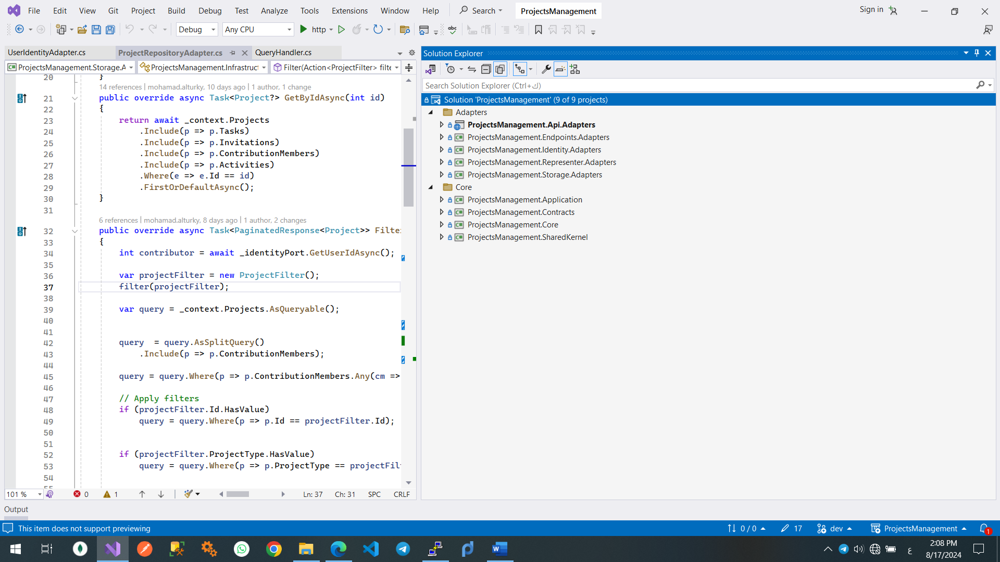 File Edit View Git Project Build Debug Test Analyze Tools Extensions Window Help Search ProjectsManagement Sign in
Debug Any CPU http abc
UserIdentityAdapter.cs ProjectRepositoryAdapter.cs QueryHandler.cs
ProjectsManagement.Storage.A ProjectsManagement.Infrastruct Filter(Action<ProjectFilter> filte
20 }
14 references | mohamad.alturky, 10 days ago | 1 author, 1 change
21 public override async Task<Project?> GetByIdAsync(int id)
22 {
23 return await _context.Projects
24 .Include(p => p.Tasks)
25 .Include(p => p.Invitations)
26 .Include(p => p.ContributionMembers)
27 .Include(p => p.Activities)
28 .Where(e => e.Id == id)
29 .FirstOrDefaultAsync();
30 }
31
6 references | mohamad.alturky, 8 days ago | 1 author, 2 changes
32 public override async Task<PaginatedResponse<Project>> Filte
33 {
34 int contributor = await _identityPort.GetUserIdAsync();
35
36 var projectFilter = new ProjectFilter();
37 filter(projectFilter);
38
39 var query = _context.Projects.AsQueryable();
40
41
42 query  = query.AsSplitQuery()
43 .Include(p => p.ContributionMembers);
44
45 query = query.Where(p => p.ContributionMembers.Any(cm =>
46
47 // Apply filters
48 if (projectFilter.Id.HasValue)
49 query = query.Where(p => p.Id == projectFilter.Id);
50
51
52 if (projectFilter.ProjectType.HasValue)
53 query = query.Where(p => p.ProjectType == projectFil
54
55
101 % 0 1 Ln: 37 Ch: 31 SPC CRLF
Solution Explorer
Search Solution Explorer (Ctrl+ك)
Solution 'ProjectsManagement' (9 of 9 projects)
Adapters
ProjectsManagement.Api.Adapters
ProjectsManagement.Endpoints.Adapters
ProjectsManagement.Identity.Adapters
ProjectsManagement.Representer.Adapters
ProjectsManagement.Storage.Adapters
Core
ProjectsManagement.Application
ProjectsManagement.Contracts
ProjectsManagement.Core
ProjectsManagement.SharedKernel
Output
This item does not support previewing 0 / 0 17 dev ProjectsManagement 1
ع 2:08 PM
8/17/2024